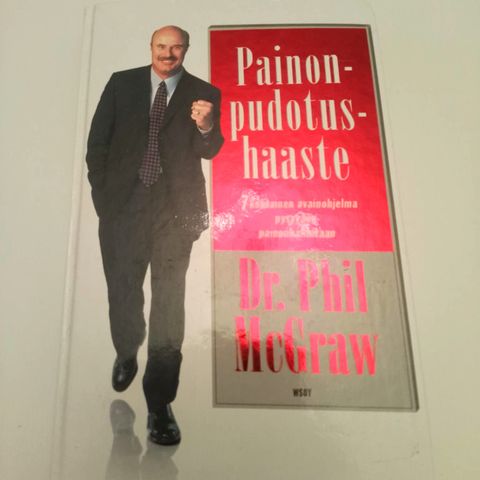 Painon-
pudotus-
haaste
avainohjelma
Dr. Phil
McGraw
WSOY